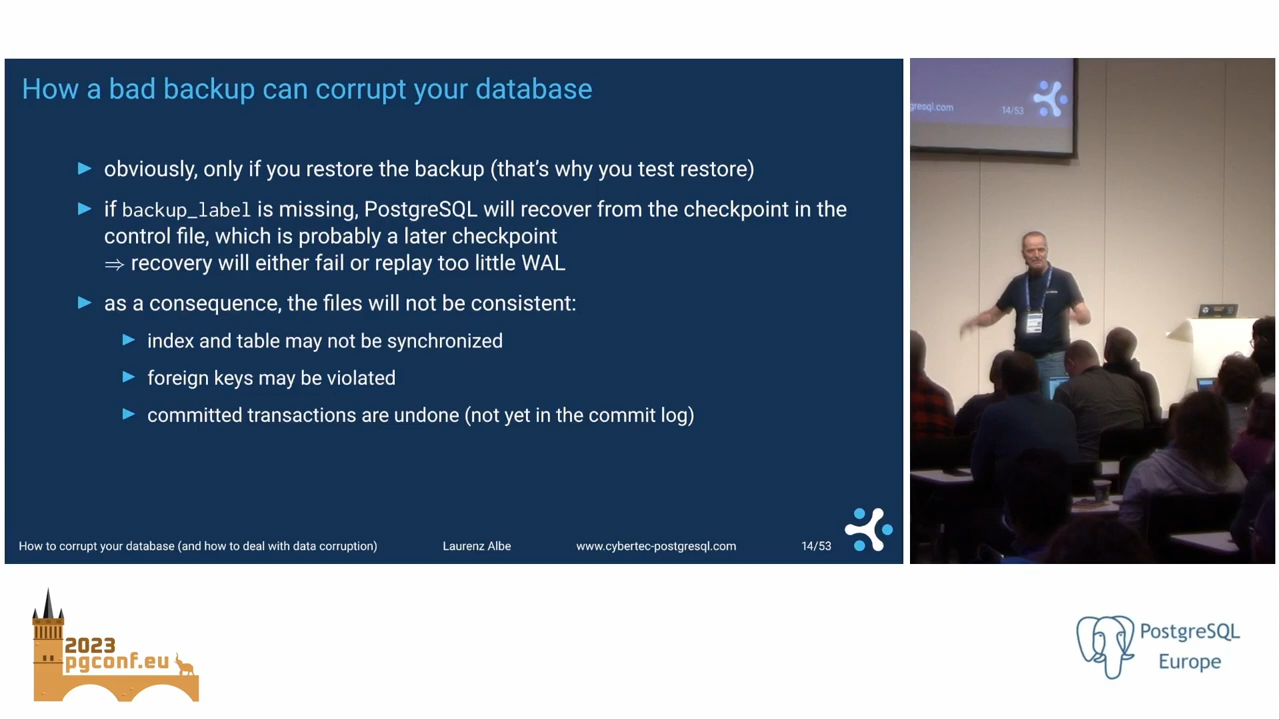 How a bad backup can corrupt your database
obviously, only if you restore the backup (that's why you test restore)
if backup_label is missing, PostgreSQL will recover from the checkpoint in the
control file, which is probably a later checkpoint
⇒ recovery will either fail or replay too little WAL
as a consequence, the files will not be consistent:
index and table may not be synchronized
foreign keys may be violated
committed transactions are undone (not yet in the commit log)
How to corrupt your database (and how to deal with data corruption) Laurenz Albe www.cybertec-postgresql.com 14/53
gresql.com 14/53
2023
pgconf.eu
PostgreSQL
Europe